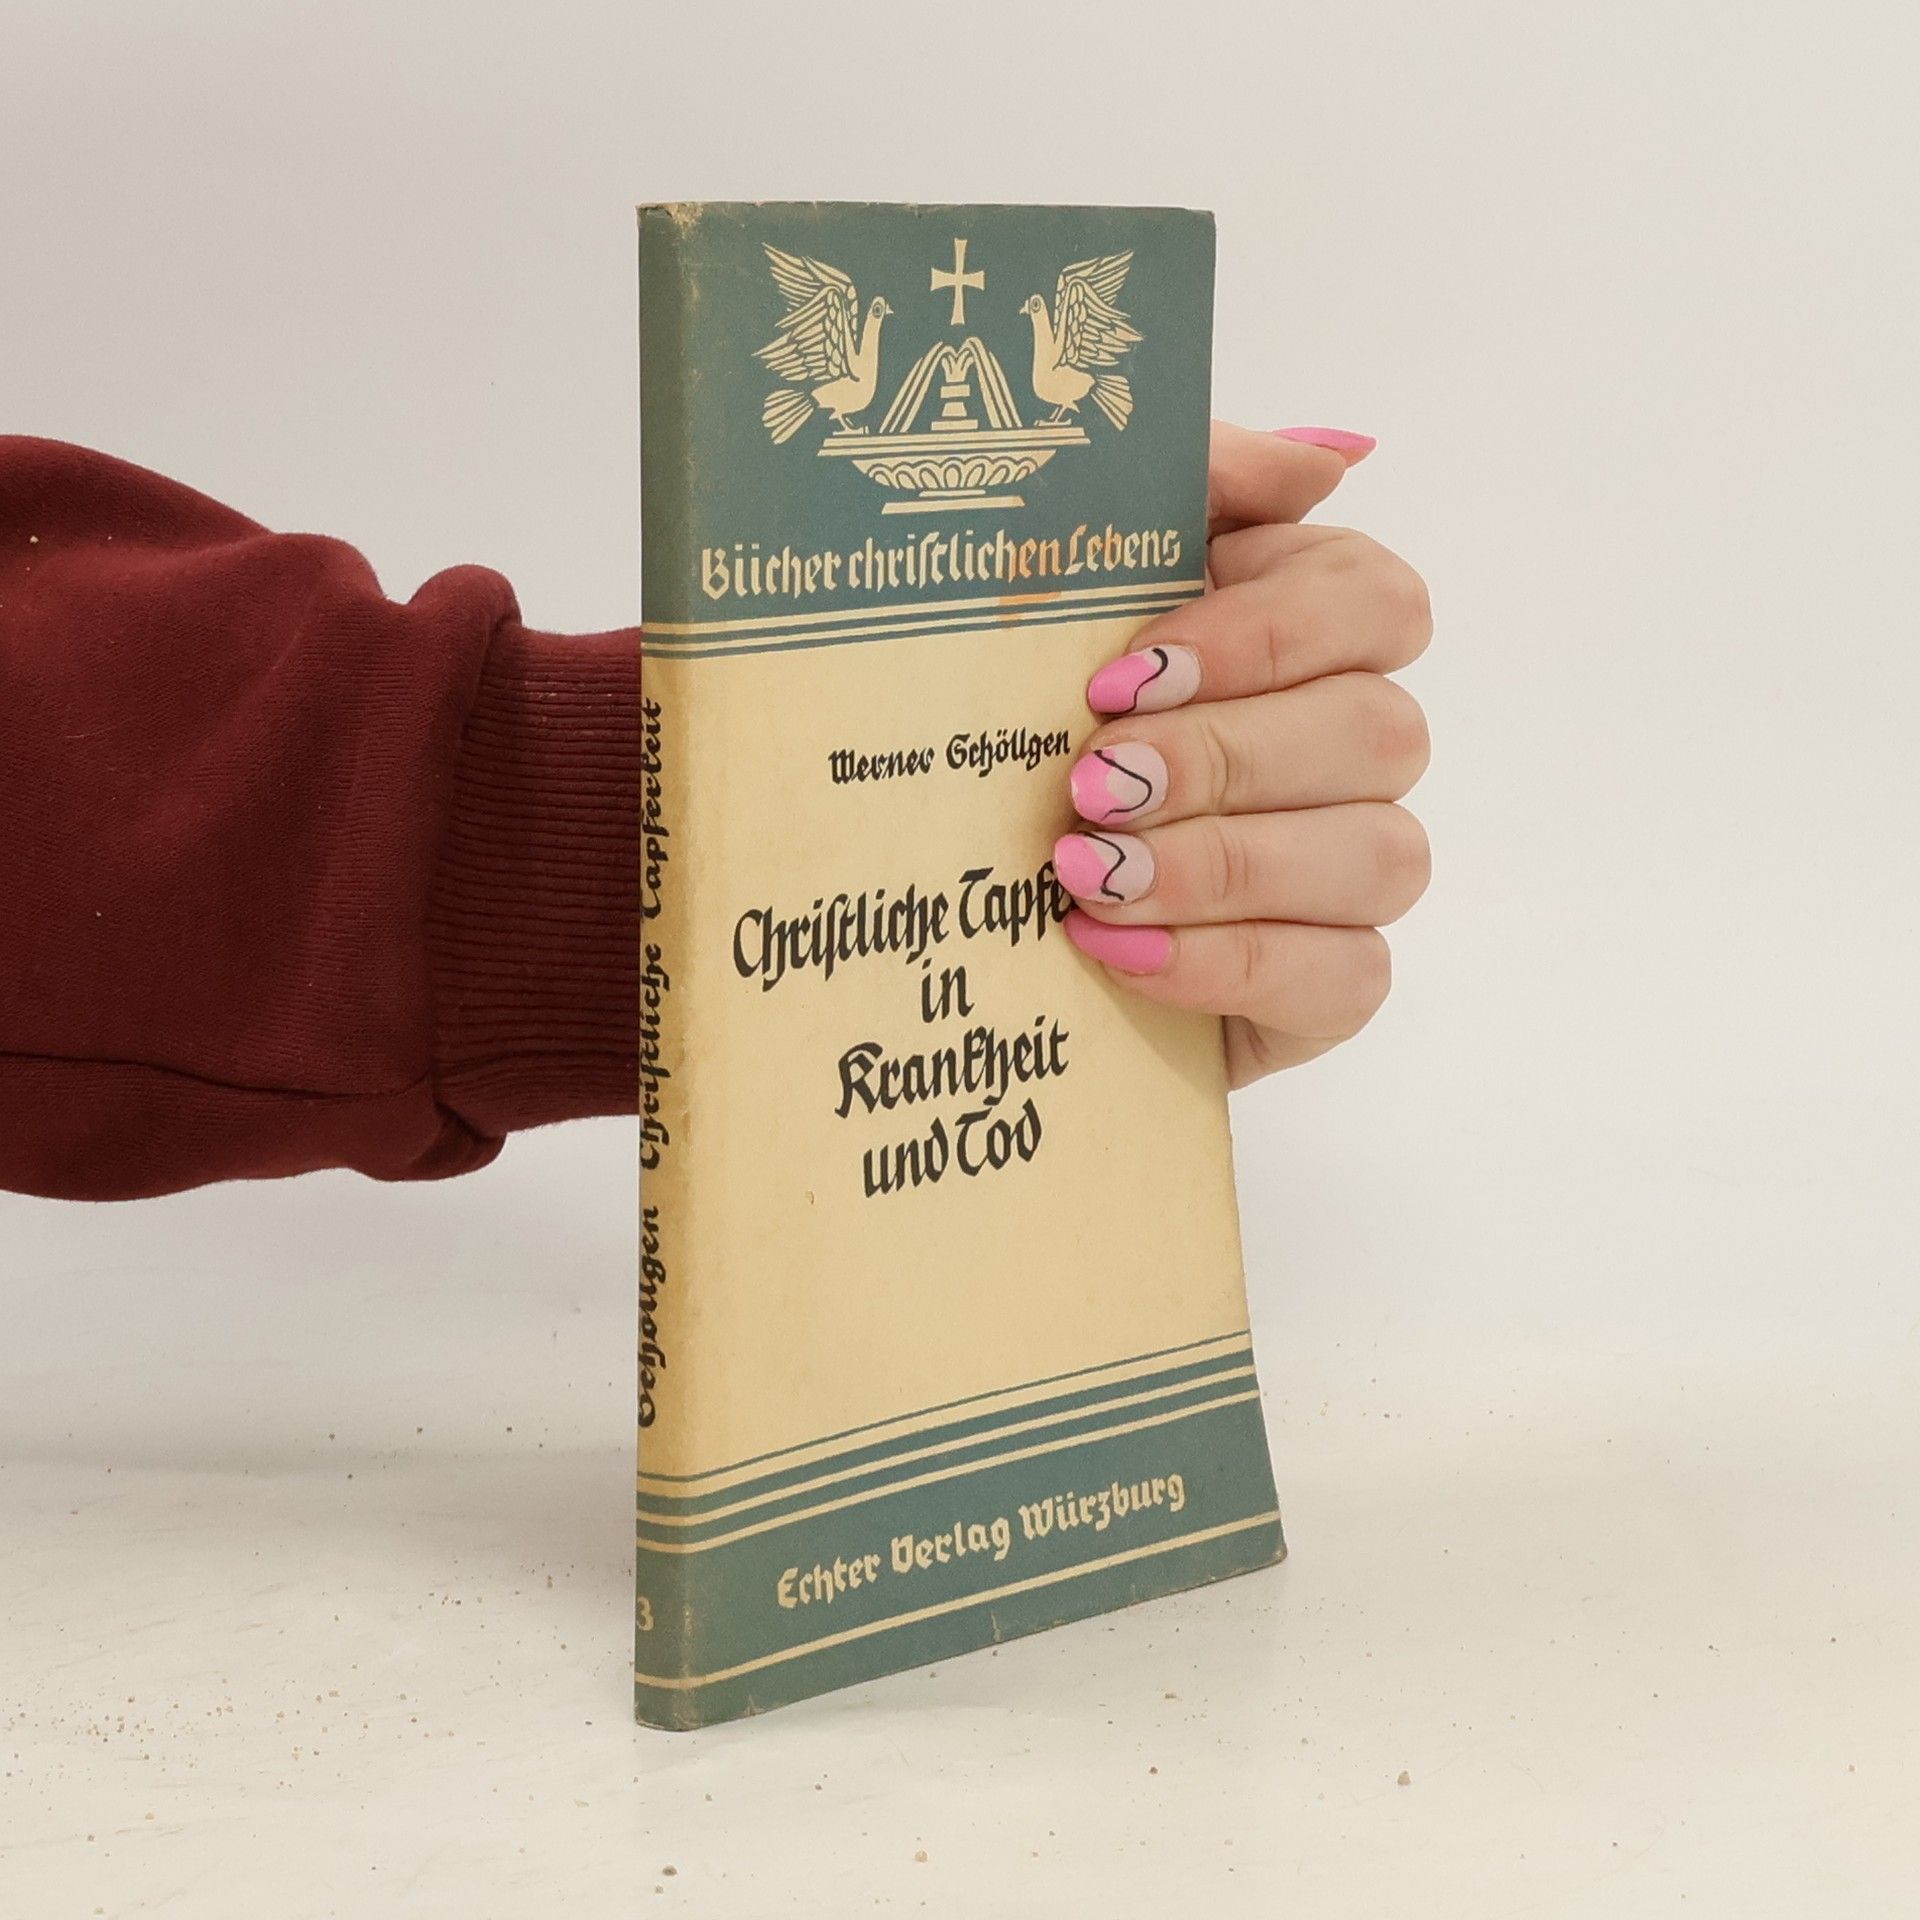 Bücher christlichen Lebens
Werner Schöllgen
Christliche Tapfe
in
Krankheit
und Tod
Echter Verlag Würzburg
Schöllgen Christliche Tapferkeit
3